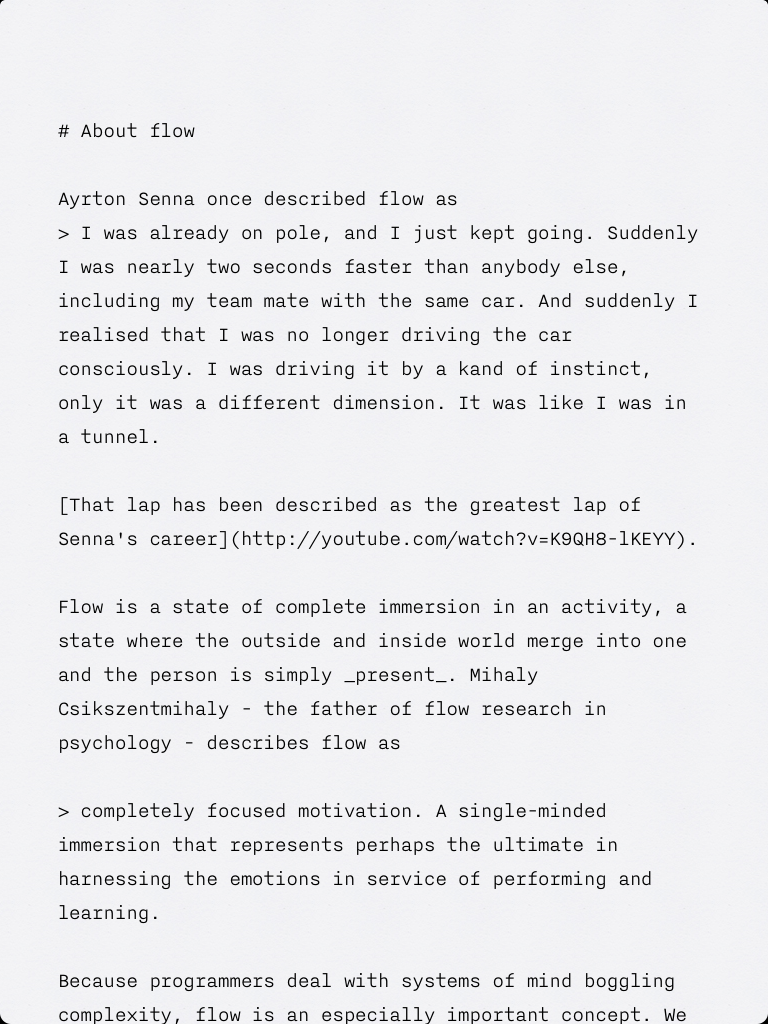 # About flow
Ayrton Senna once described flow as
> I was already on pole, and I just kept going. Suddenly
I was nearly two seconds faster than anybody else,
including my team mate with the same car. And suddenly I
realised that I was no longer driving the car
consciously. I was driving it by a kand of instinct,
only it was a different dimension. It was like I was in
a tunnel.
[That lap has been described as the greatest lap of
Senna's career](http://youtube.com/watch?v=K9QH8-lKEYY).
Flow is a state of complete immersion in an activity, a
state where the outside and inside world merge into one
and the person is simply _present_. Mihaly
Csikszentmihaly - the father of flow research in
psychology - describes flow as
> completely focused motivation. A single-minded
immersion that represents perhaps the ultimate in
harnessing the emotions in service of performing and
learning.
Because programmers deal with systems of mind boggling
complexity, flow is an especially important concept. We